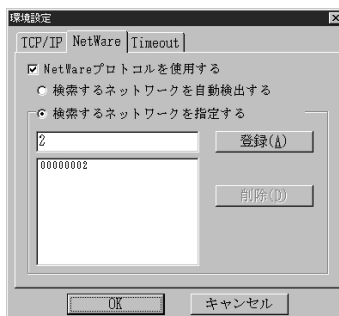 環境設定
TCP/IP NetWare Timeout
NetWareプロトコルを使用する
検索するネットワークを自動検出する
検索するネットワークを指定する
2 登録(A)
00000002
削除(D)
OK キャンセル